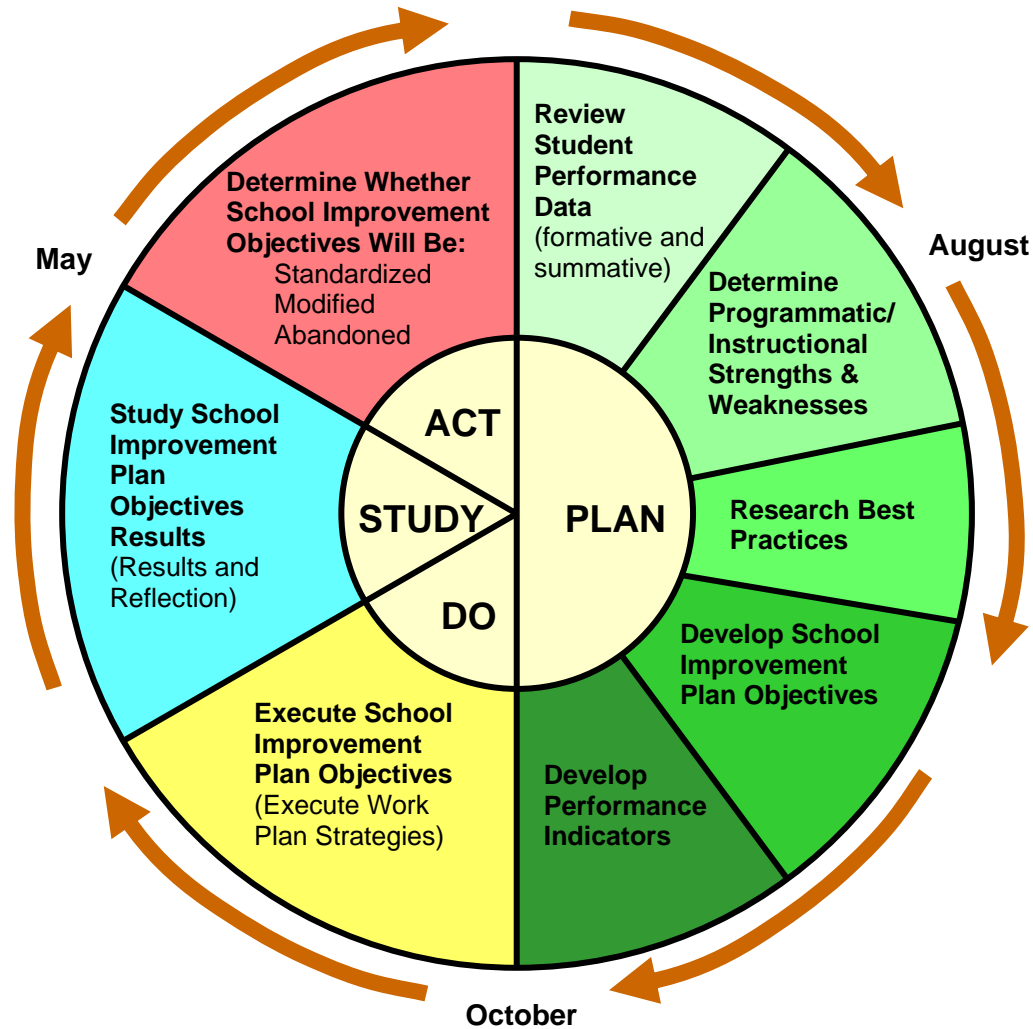 Review
Student
Performance
Data
(formative and
summative)
August
Determine
Programmatic/
Instructional
Strengths &
Weaknesses
Research Best
Practices
Develop School
Improvement
Plan Objectives
Develop
Performance
Indicators
October
Execute School
Improvement
Plan Objectives
(Execute Work
Plan Strategies)
Study School
Improvement
Plan
Objectives
Results
(Results and
Reflection)
May
Determine Whether
School Improvement
Objectives Will Be:
Standardized
Modified
Abandoned
PLAN
DO
STUDY
ACT